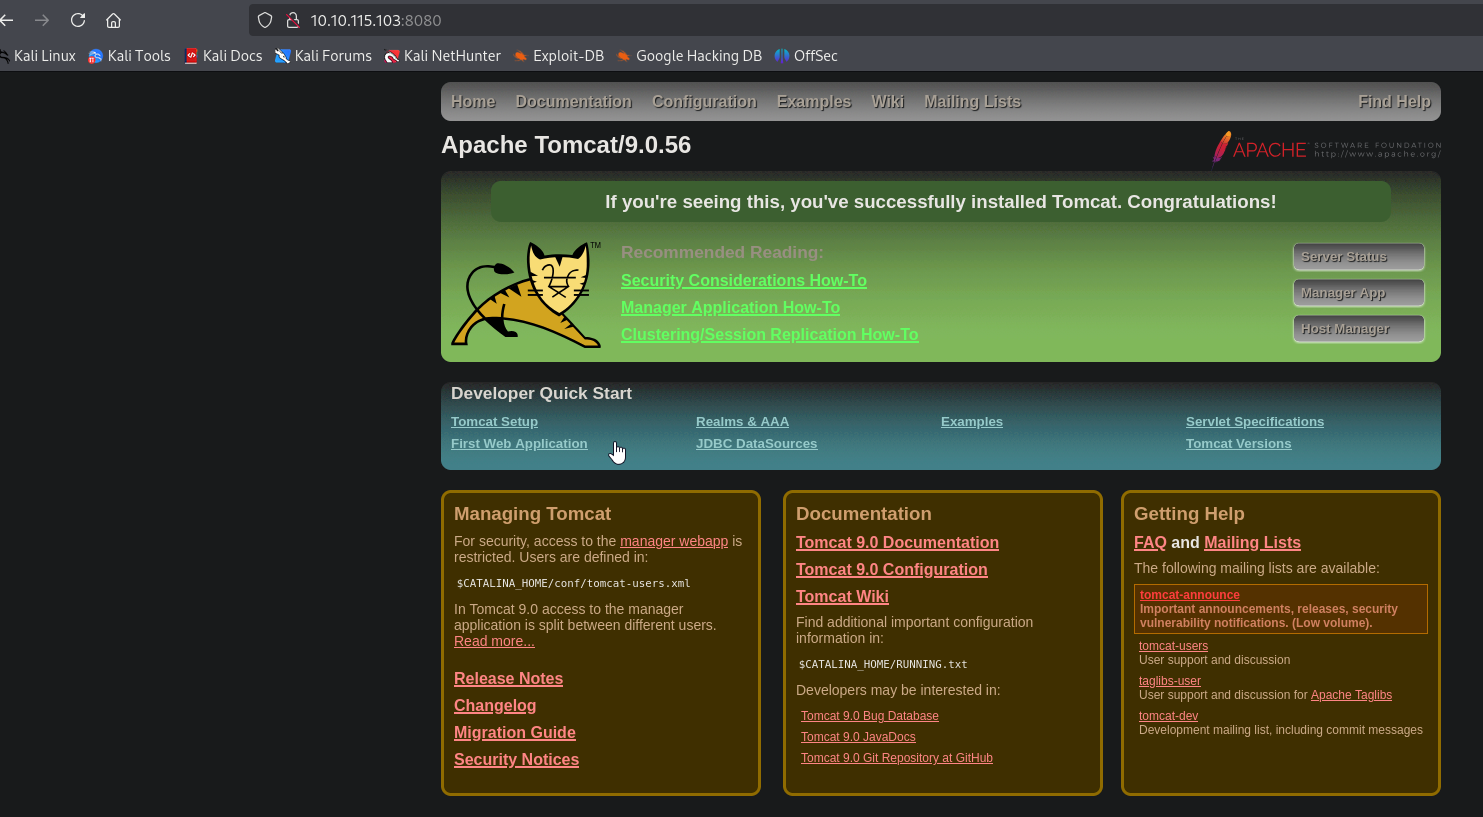 10.10.115.103:8080
Kali Linux Kali Tools Kali Docs Kali Forums Kali NetHunter Exploit-DB Google Hacking DB OffSec
Home Documentation Configuration Examples Wiki Mailing Lists Find Help
Apache Tomcat/9.0.56
APACHE SOFTWARE FOUNDATION
http://www.apache.org/
If you're seeing this, you've successfully installed Tomcat. Congratulations!
TM
Recommended Reading:
Security Considerations How-To
Manager Application How-To
Clustering/Session Replication How-To
Server Status
Manager App
Host Manager
Developer Quick Start
Tomcat Setup
First Web Application
Realms & AAA
JDBC DataSources
Examples
Servlet Specifications
Tomcat Versions
Managing Tomcat
For security, access to the manager webapp is
restricted. Users are defined in:
$CATALINA_HOME/conf/tomcat-users.xml
In Tomcat 9.0 access to the manager
application is split between different users.
Read more...
Release Notes
Changelog
Migration Guide
Security Notices
Documentation
Tomcat 9.0 Documentation
Tomcat 9.0 Configuration
Tomcat Wiki
Find additional important configuration
information in:
$CATALINA_HOME/RUNNING.txt
Developers may be interested in:
Tomcat 9.0 Bug Database
Tomcat 9.0 JavaDocs
Tomcat 9.0 Git Repository at GitHub
Getting Help
FAQ and Mailing Lists
The following mailing lists are available:
tomcat-announce
Important announcements, releases, security
vulnerability notifications. (Low volume).
tomcat-users
User support and discussion
taglibs-user
User support and discussion for Apache Taglibs
tomcat-dev
Development mailing list, including commit messages